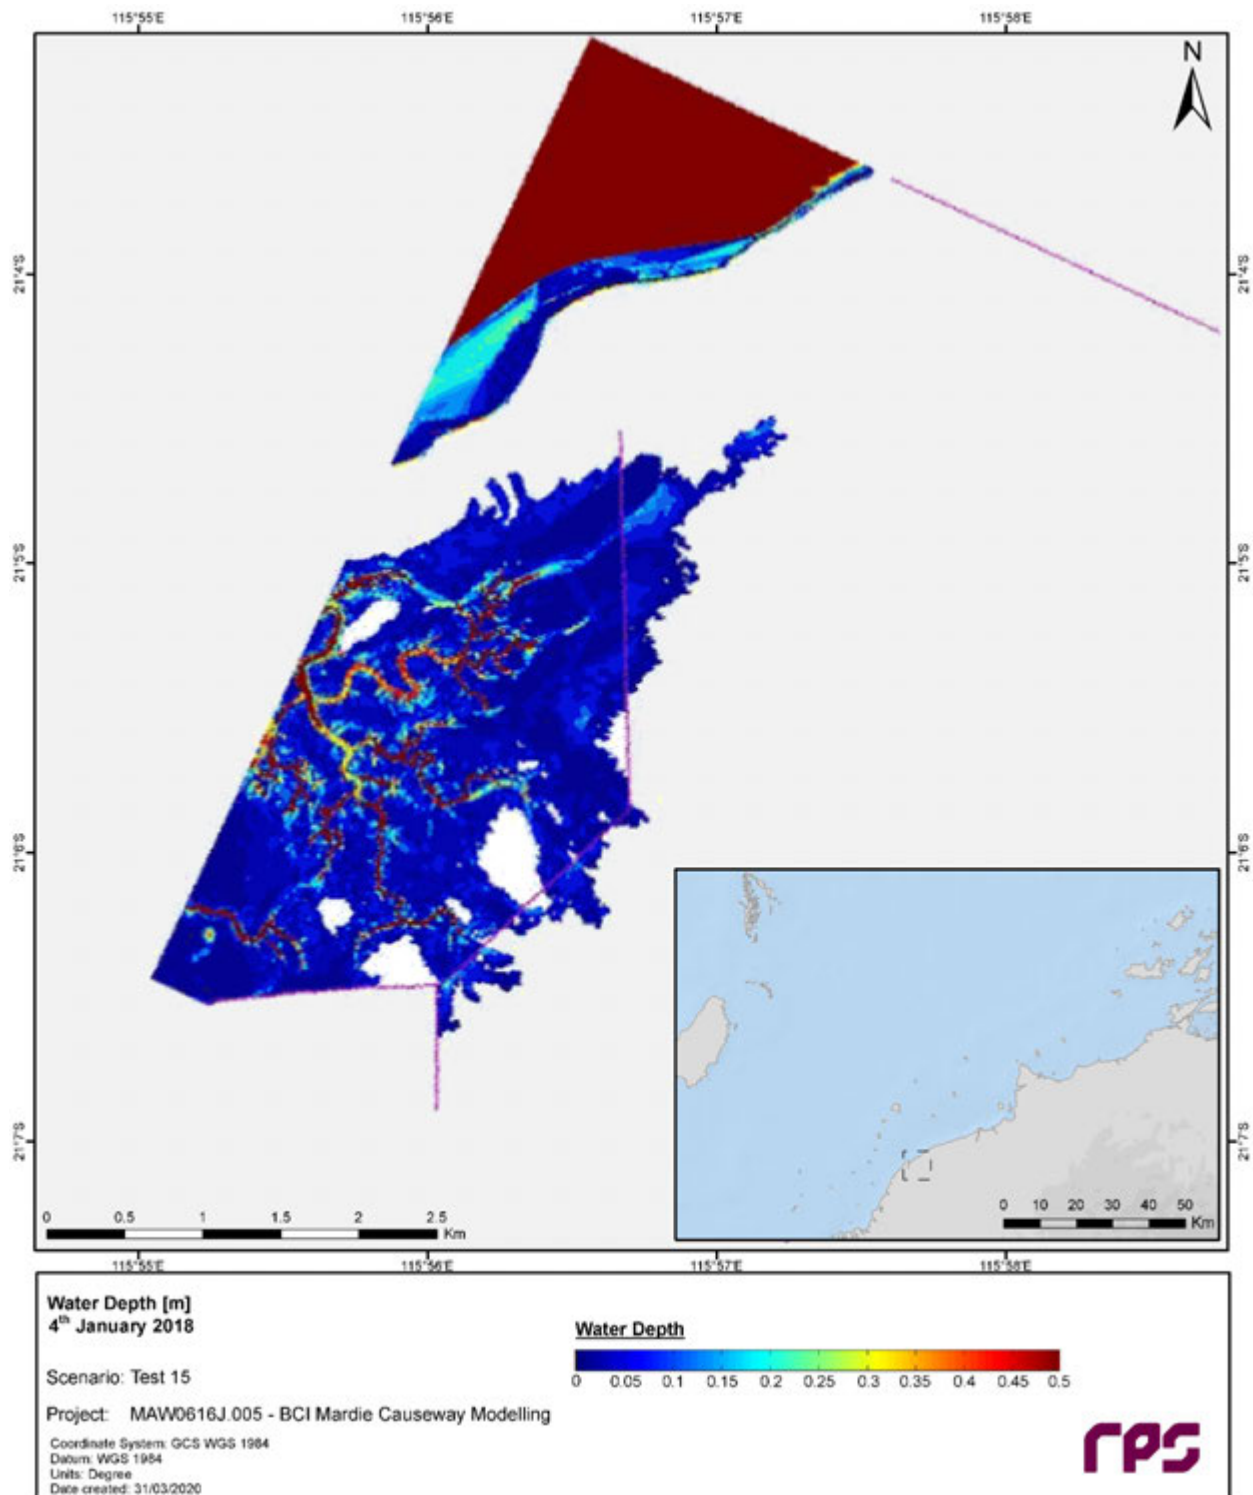 115°55'E 115°56'E 115°57'E 115°58'E
N
21°4'S 21°4'S
21°5'S 21°5'S
21°6'S 21°6'S
21°7'S 21°7'S
0 0.5 1 1.5 2 2.5
Km
0 10 20 30 40 50
Km
115°55'E 115°56'E 115°57'E 115°58'E
Water Depth [m]
4th January 2018
Water Depth
0 0.05 0.1 0.15 0.2 0.25 0.3 0.35 0.4 0.45 0.5
Scenario: Test 15
Project: MAW0616J.005 - BCI Mardie Causeway Modelling
Coordinate System: GCS WGS 1984
Datum: WGS 1984
Units: Degree
Date created: 31/03/2020
rps